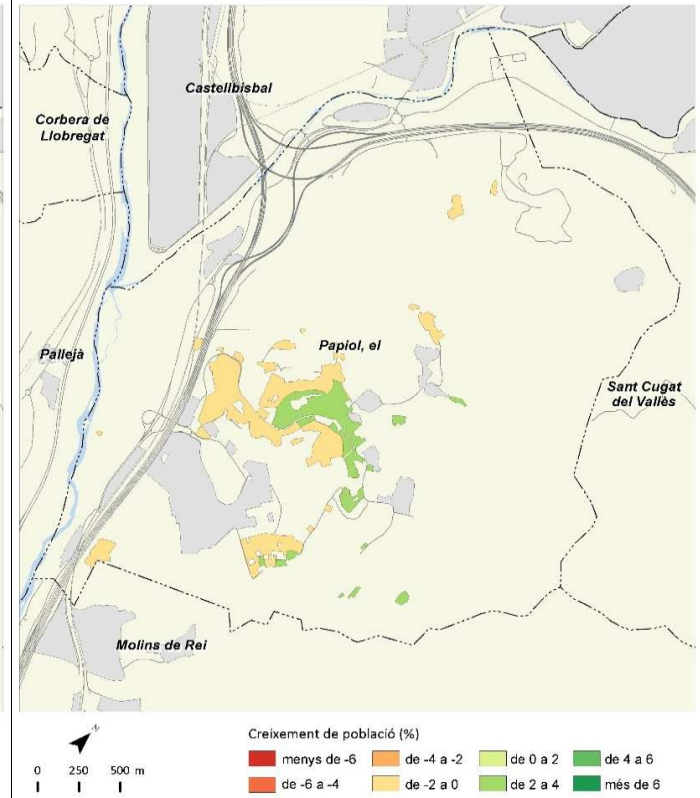 Castellbisbal
Corbera de
Llobregat
Papiol, el
Pallejà
Sant Cugat
del Vallès
Molins de Rei
N
0 250 500 m
Creixement de població (%)
menys de -6
de -4 a -2
de 0 a 2
de 4 a 6
de -6 a -4
de -2 a 0
de 2 a 4
més de 6